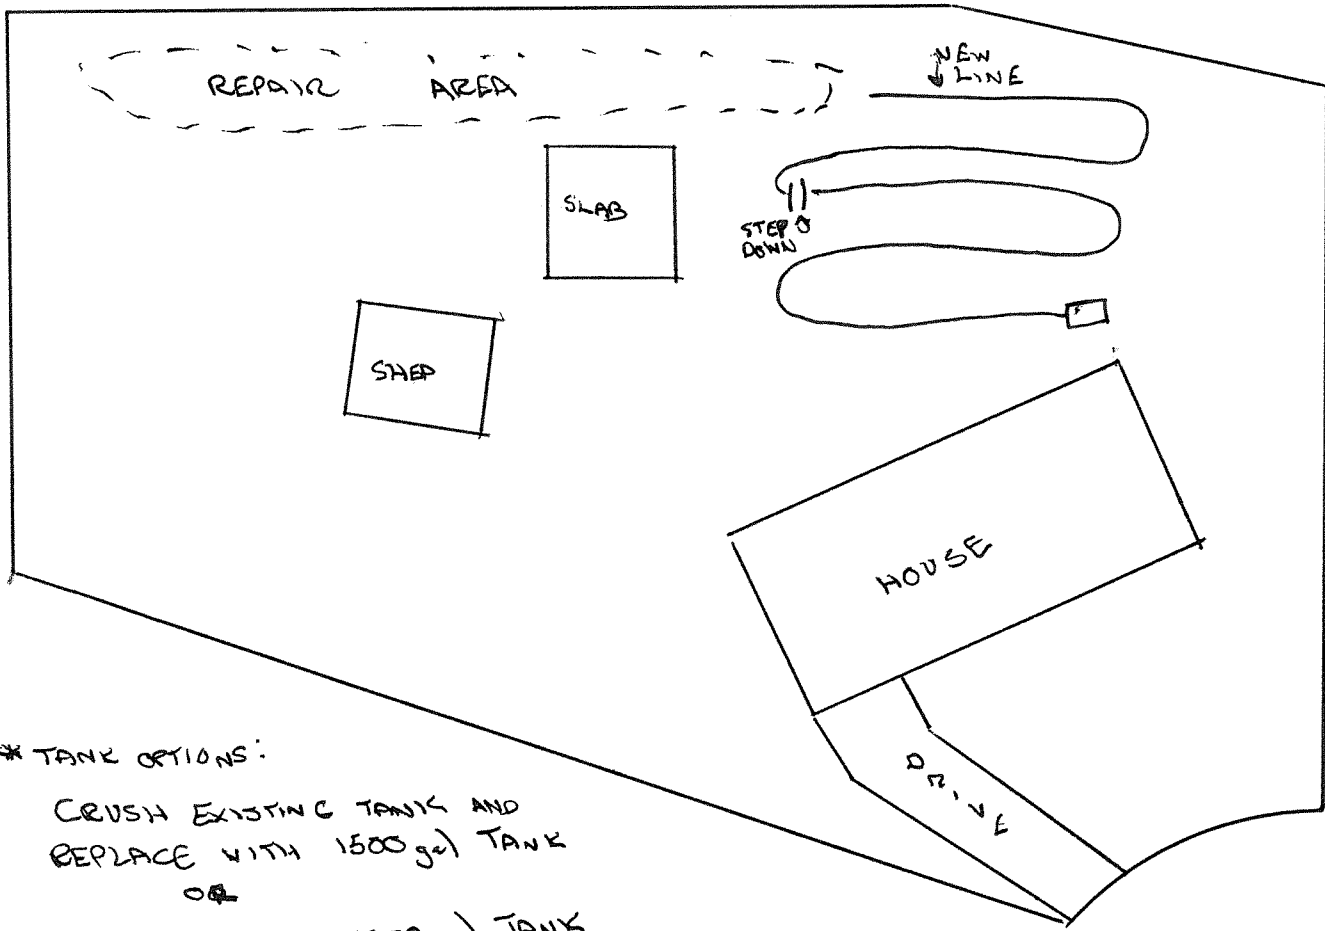 NEW
LINE
REPAIR AREA
SLAB
STEP
DOWN
SHED
HOUSE
DRIVE
* TANK OPTIONS:
CRUSH EXISTING TANK AND
REPLACE WITH 1500 gal TANK
OR
TANK